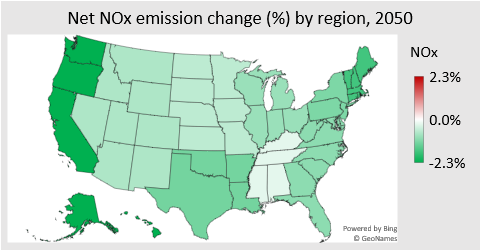 Net NOx emission change (%) by region, 2050
NOx
2.3%
0.0%
-2.3%
Powered by Bing
© GeoNames